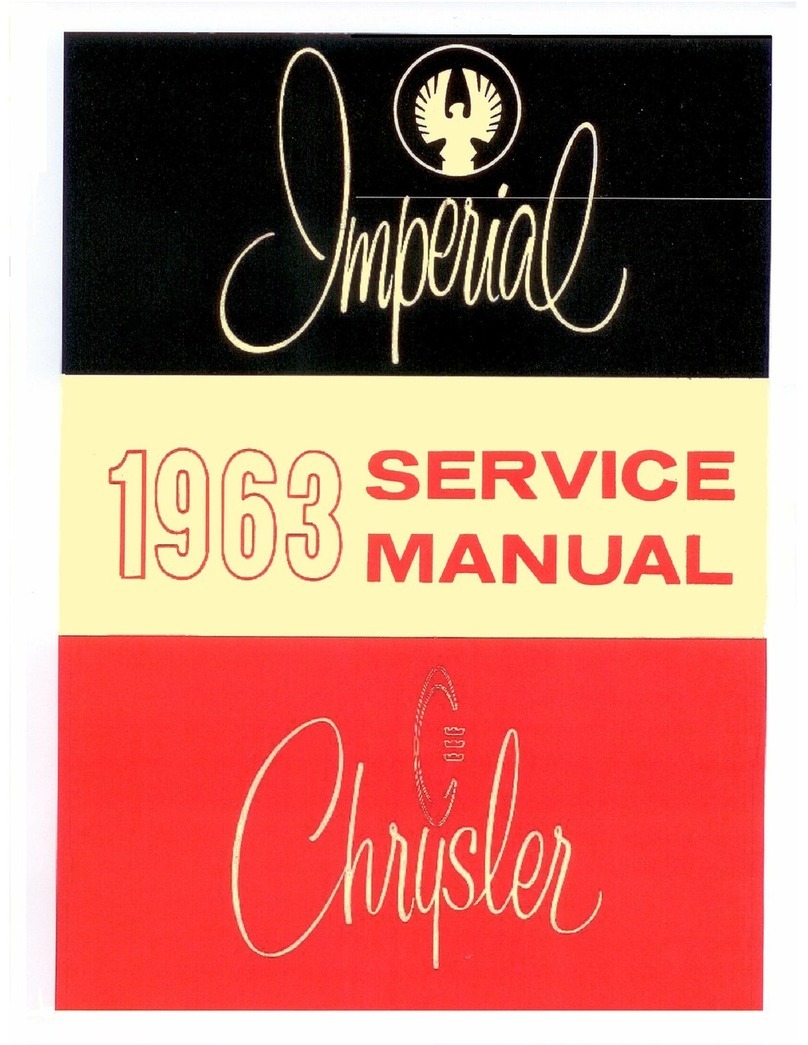 Imperial
1963 SERVICE
MANUAL
Chrysler